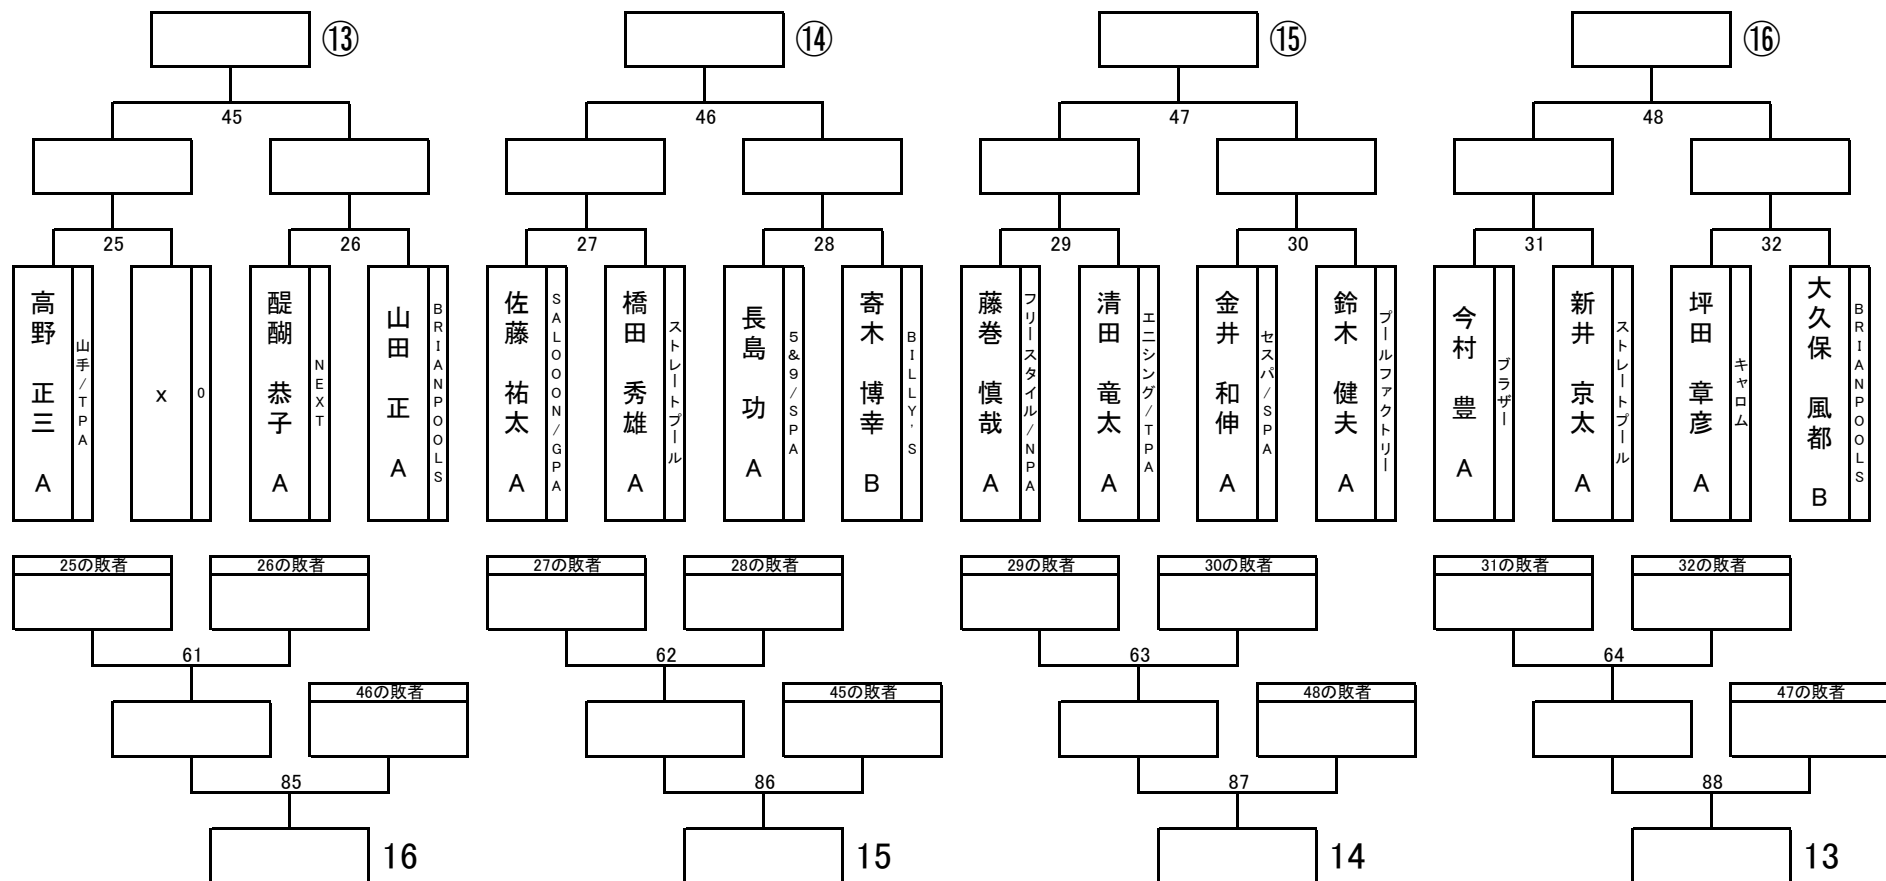 ⑬
⑭
⑮
⑯
45
46
47
48
25
26
27
28
29
30
31
32
高野 正三 A
山手/TPA
x
0
醍醐 恭子 A
NEXT
山田 正 A
BRIANPOOLS
佐藤 祐太 A
SALOOON/GPA
橋田 秀雄 A
ストレートプール
長島 功 A
5&9/SPA
寄木 博幸 B
BILLY'S
藤巻 慎哉 A
フリースタイル/NPA
清田 竜太 A
エニシング/TPA
金井 和伸 A
セスパ/SPA
鈴木 健夫 A
プールファクトリー
今村 豊 A
ブラザー
新井 京太 A
ストレートプール
坪田 章彦 A
キャロム
大久保 風都 B
BRIANPOOLS
25の敗者
26の敗者
27の敗者
28の敗者
29の敗者
30の敗者
31の敗者
32の敗者
61
62
63
64
46の敗者
45の敗者
48の敗者
47の敗者
85
86
87
88
16
15
14
13